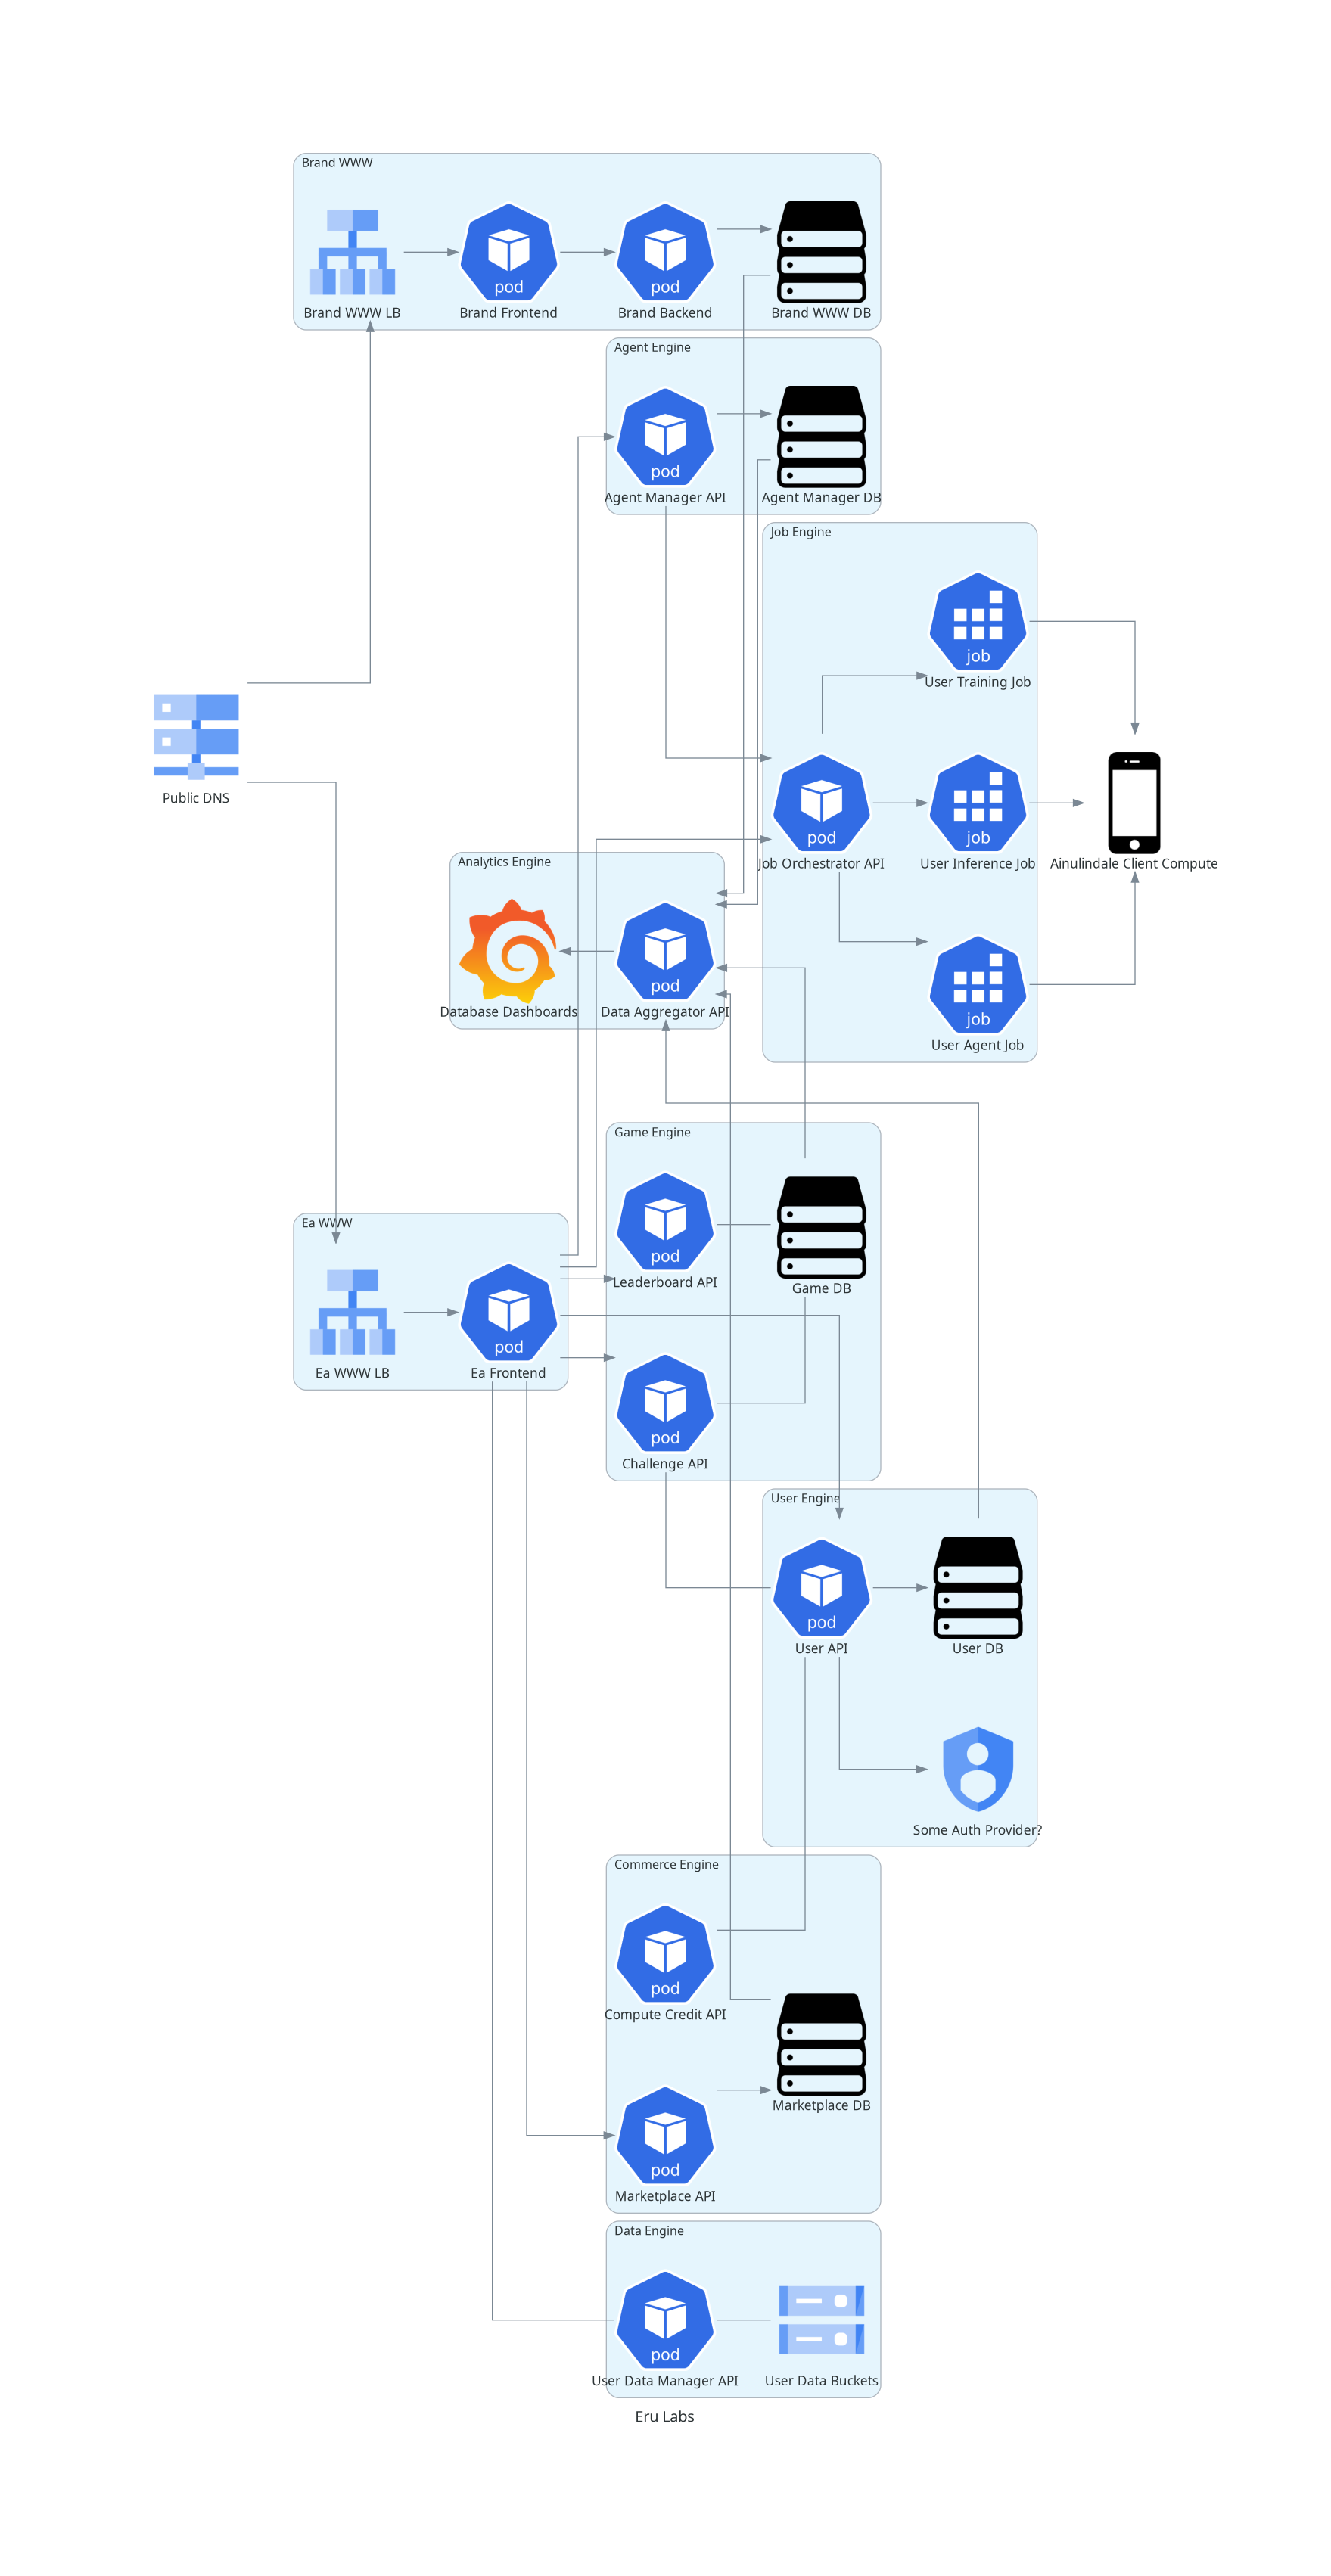 Brand WWW
pod
pod
Brand WWW LB
Brand Frontend
Brand Backend
Brand WWW DB
Agent Engine
pod
Agent Manager API
Agent Manager DB
Job Engine
job
User Training Job
Public DNS
pod
job
Job Orchestrator API
User Inference Job
Ainulindale Client Compute
Analytics Engine
pod
Database Dashboards
Data Aggregator API
job
User Agent Job
Game Engine
Ea WWW
pod
Leaderboard API
Game DB
pod
Ea WWW LB
Ea Frontend
pod
Challenge API
User Engine
pod
User API
User DB
Some Auth Provider?
Commerce Engine
pod
Compute Credit API
Marketplace DB
pod
Marketplace API
Data Engine
pod
User Data Manager API
User Data Buckets
Eru Labs